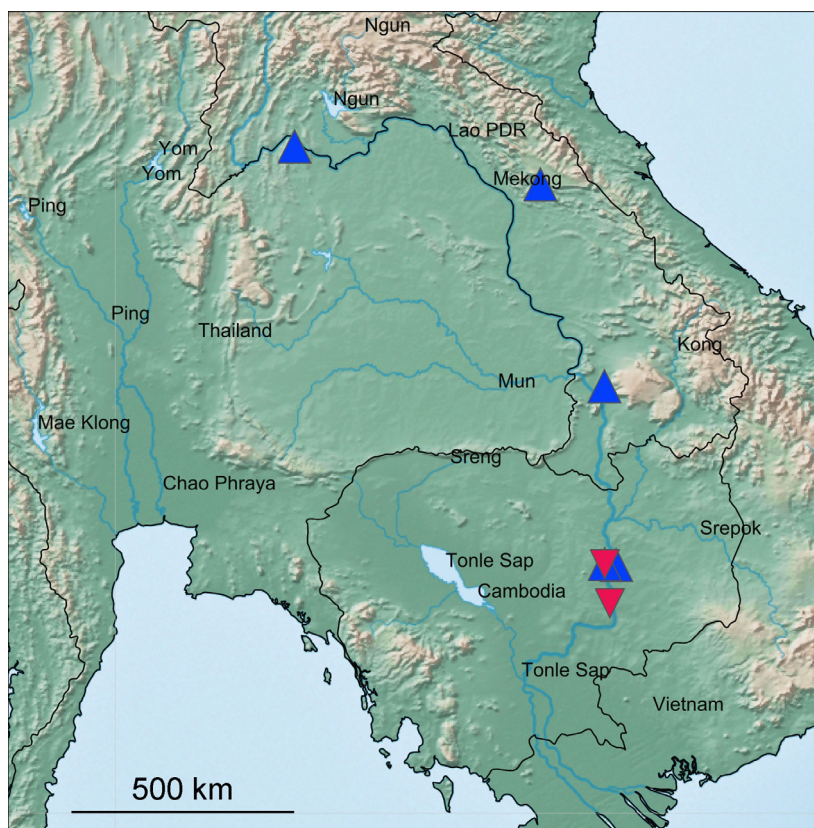 Ngun
Ngun
Lao PDR
Yom
Yom
Mekong
Ping
Ping
Thailand
Kong
Mun
Mae Klong
Sreng
Chao Phraya
Srepok
Tonle Sap
Cambodia
Tonle Sap
Vietnam
500 km